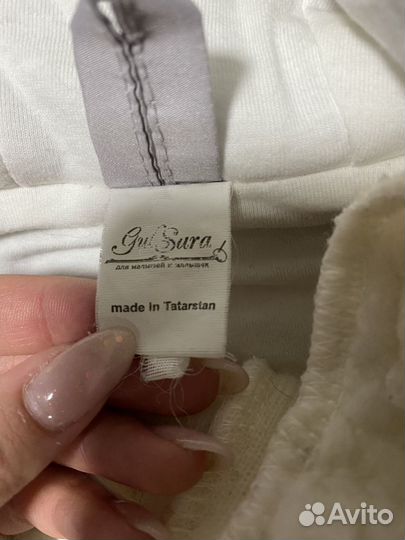 GulSura
для малышей и малышек
made in Tatarstan
Avito